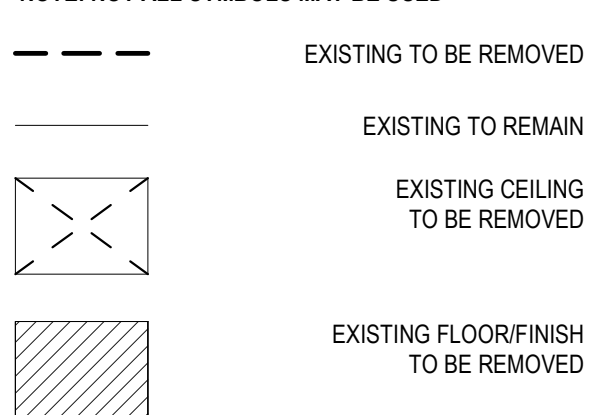 NOTE: NOT ALL SYMBOLS MAY BE USED
EXISTING TO BE REMOVED
EXISTING TO REMAIN
EXISTING CEILING
TO BE REMOVED
EXISTING FLOOR/FINISH
TO BE REMOVED